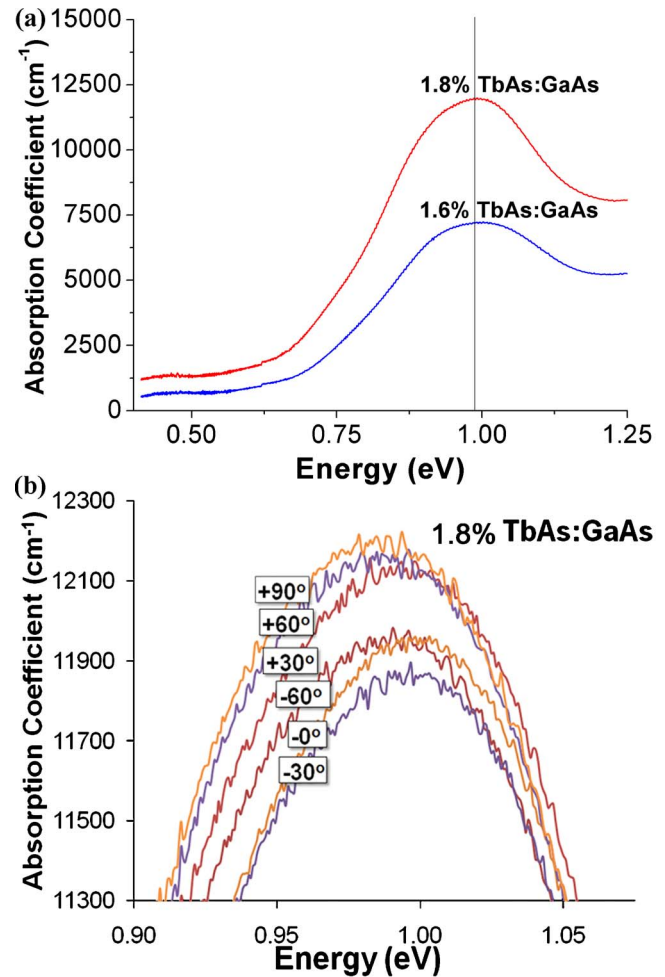 (a)
15000
12500
10000
7500
5000
2500
0
Absorption Coefficient (cm⁻¹)
1.8% TbAs:GaAs
1.6% TbAs:GaAs
0.50 0.75 1.00 1.25
Energy (eV)
(b)
12300
12100
11900
11700
11500
11300
Absorption Coefficient (cm⁻¹)
1.8% TbAs:GaAs
+90°
+60°
+30°
-60°
-0°
-30°
0.90 0.95 1.00 1.05
Energy (eV)